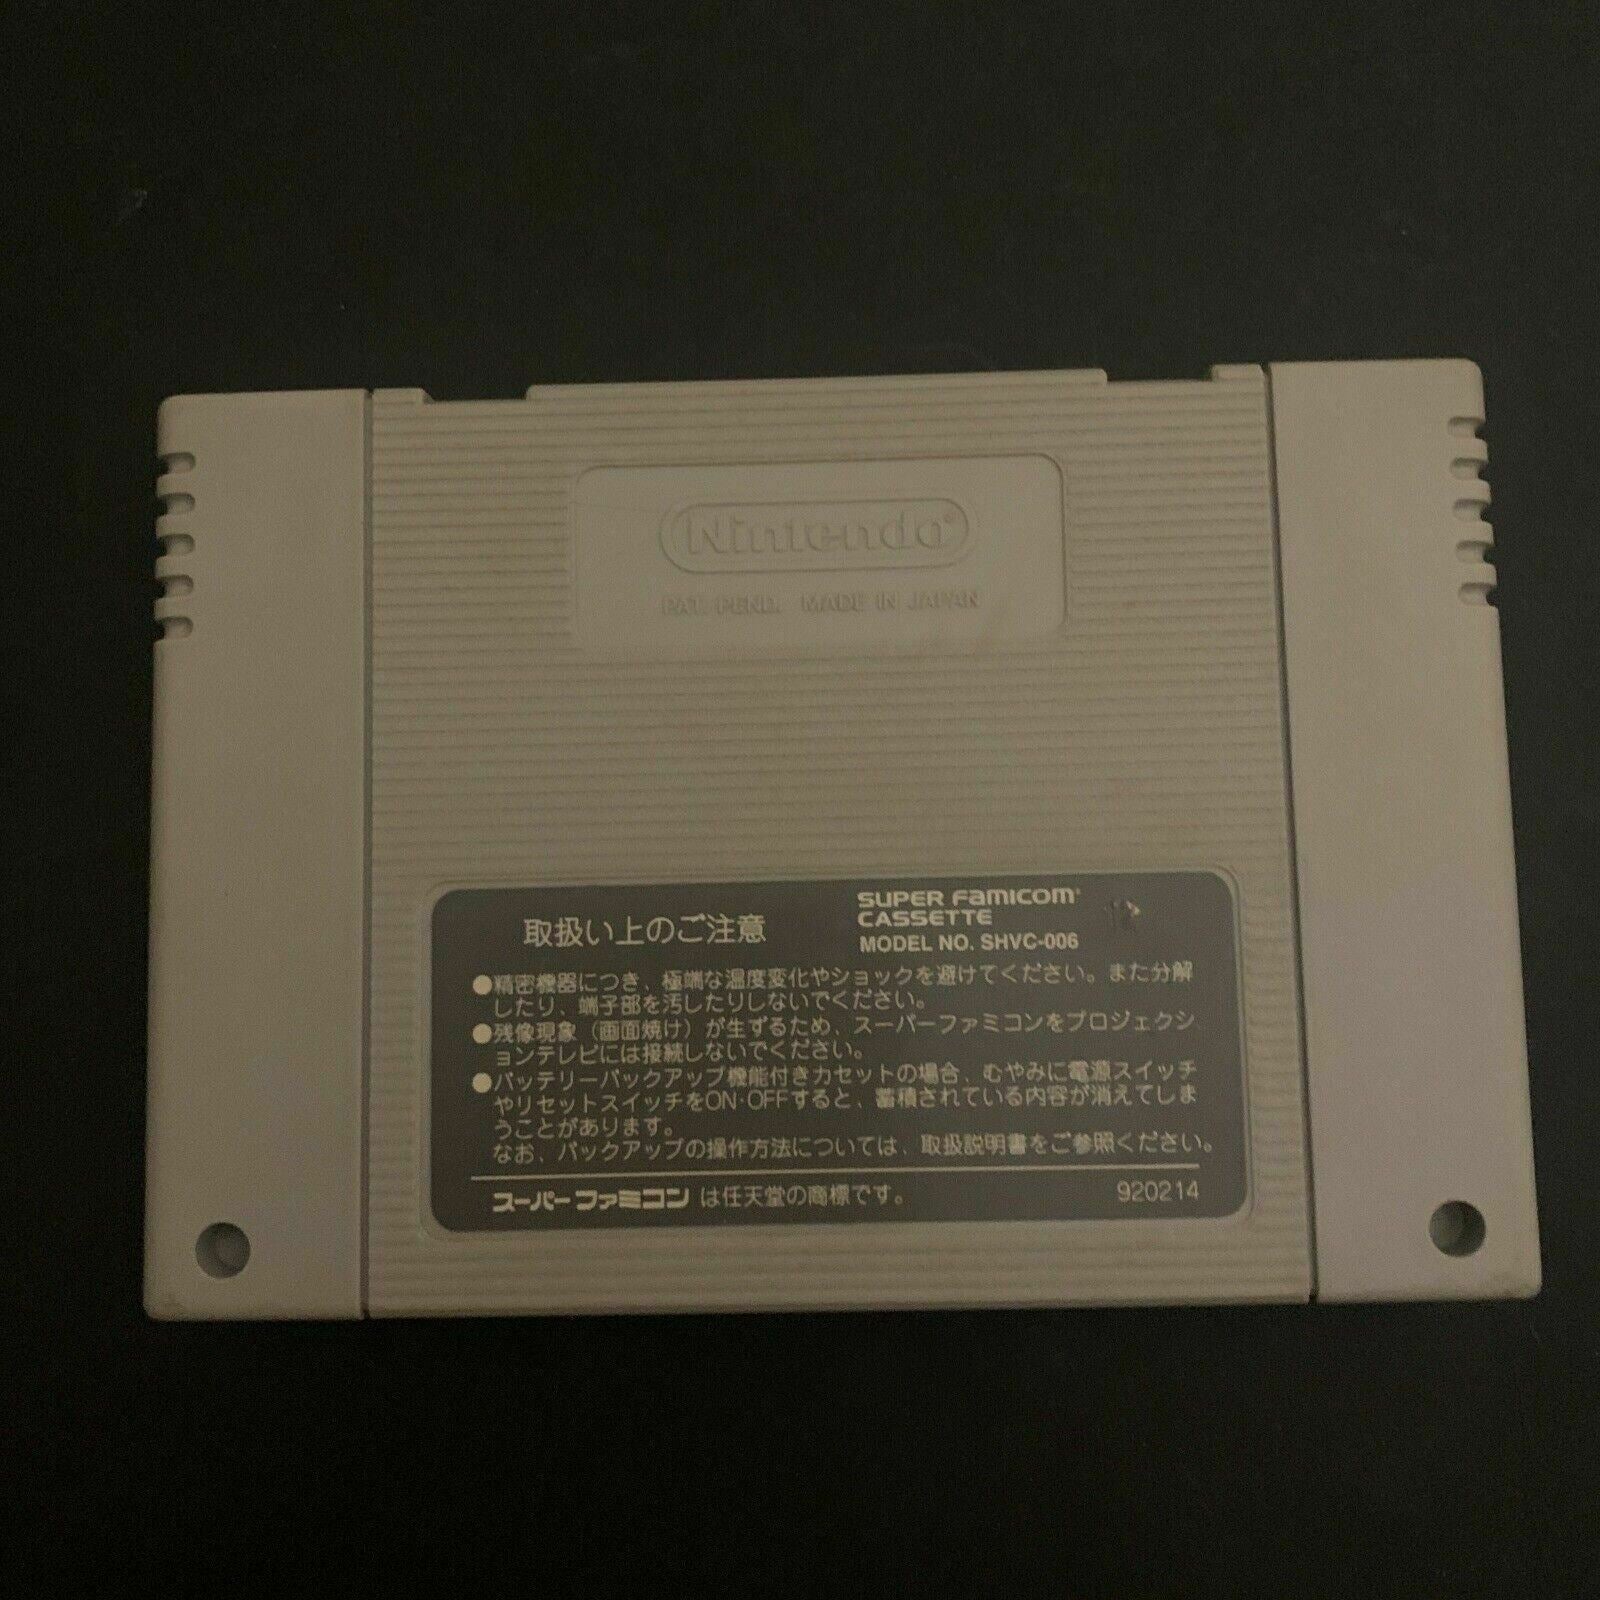 Nintendo®
PAT. PEND. MADE IN JAPAN
取扱い上のご注意
SUPER FAMICOM®
CASSETTE
MODEL NO. SHVC-006
●精密機器につき、極端な温度変化やショックを避けてください。また分解
したり、端子部を汚したりしないでください。
●残像現象（画面焼け）が生ずるため、スーパーファミコンをプロジェクシ
ョンテレビには接続しないでください。
●バッテリーバックアップ機能付きカセットの場合、むやみに電源スイッチ
やリセットスイッチをON・OFFすると、蓄積されている内容が消えてしま
うことがあります。
なお、バックアップの操作方法については、取扱説明書をご参照ください。
スーパーファミコン は任天堂の商標です。
920214